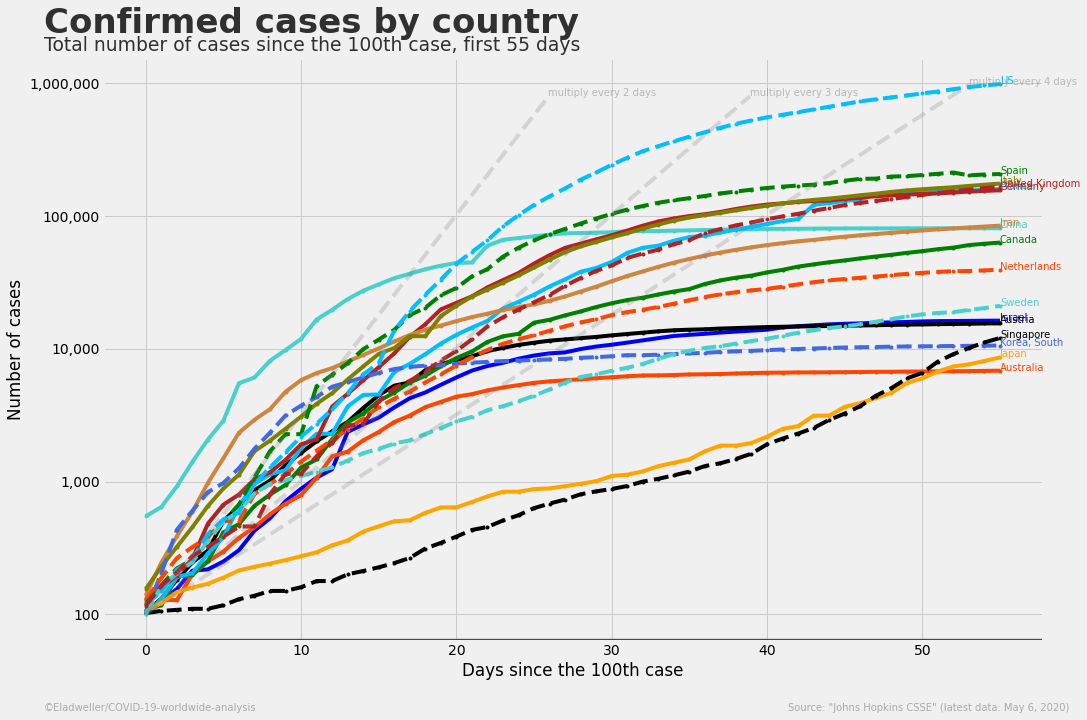 Confirmed cases by country
Total number of cases since the 100th case, first 55 days
1,000,000
100,000
10,000
1,000
100
Number of cases
multiply every 2 days
multiply every 3 days
multiply every 4 days
US
Spain
Italy
United Kingdom
Germany
Iran
China
Canada
Netherlands
Sweden
Israel
Austria
Singapore
Korea, South
Japan
Australia
0
10
20
30
40
50
Days since the 100th case
©Eladweller/COVID-19-worldwide-analysis
Source: "Johns Hopkins CSSE" (latest data: May 6, 2020)